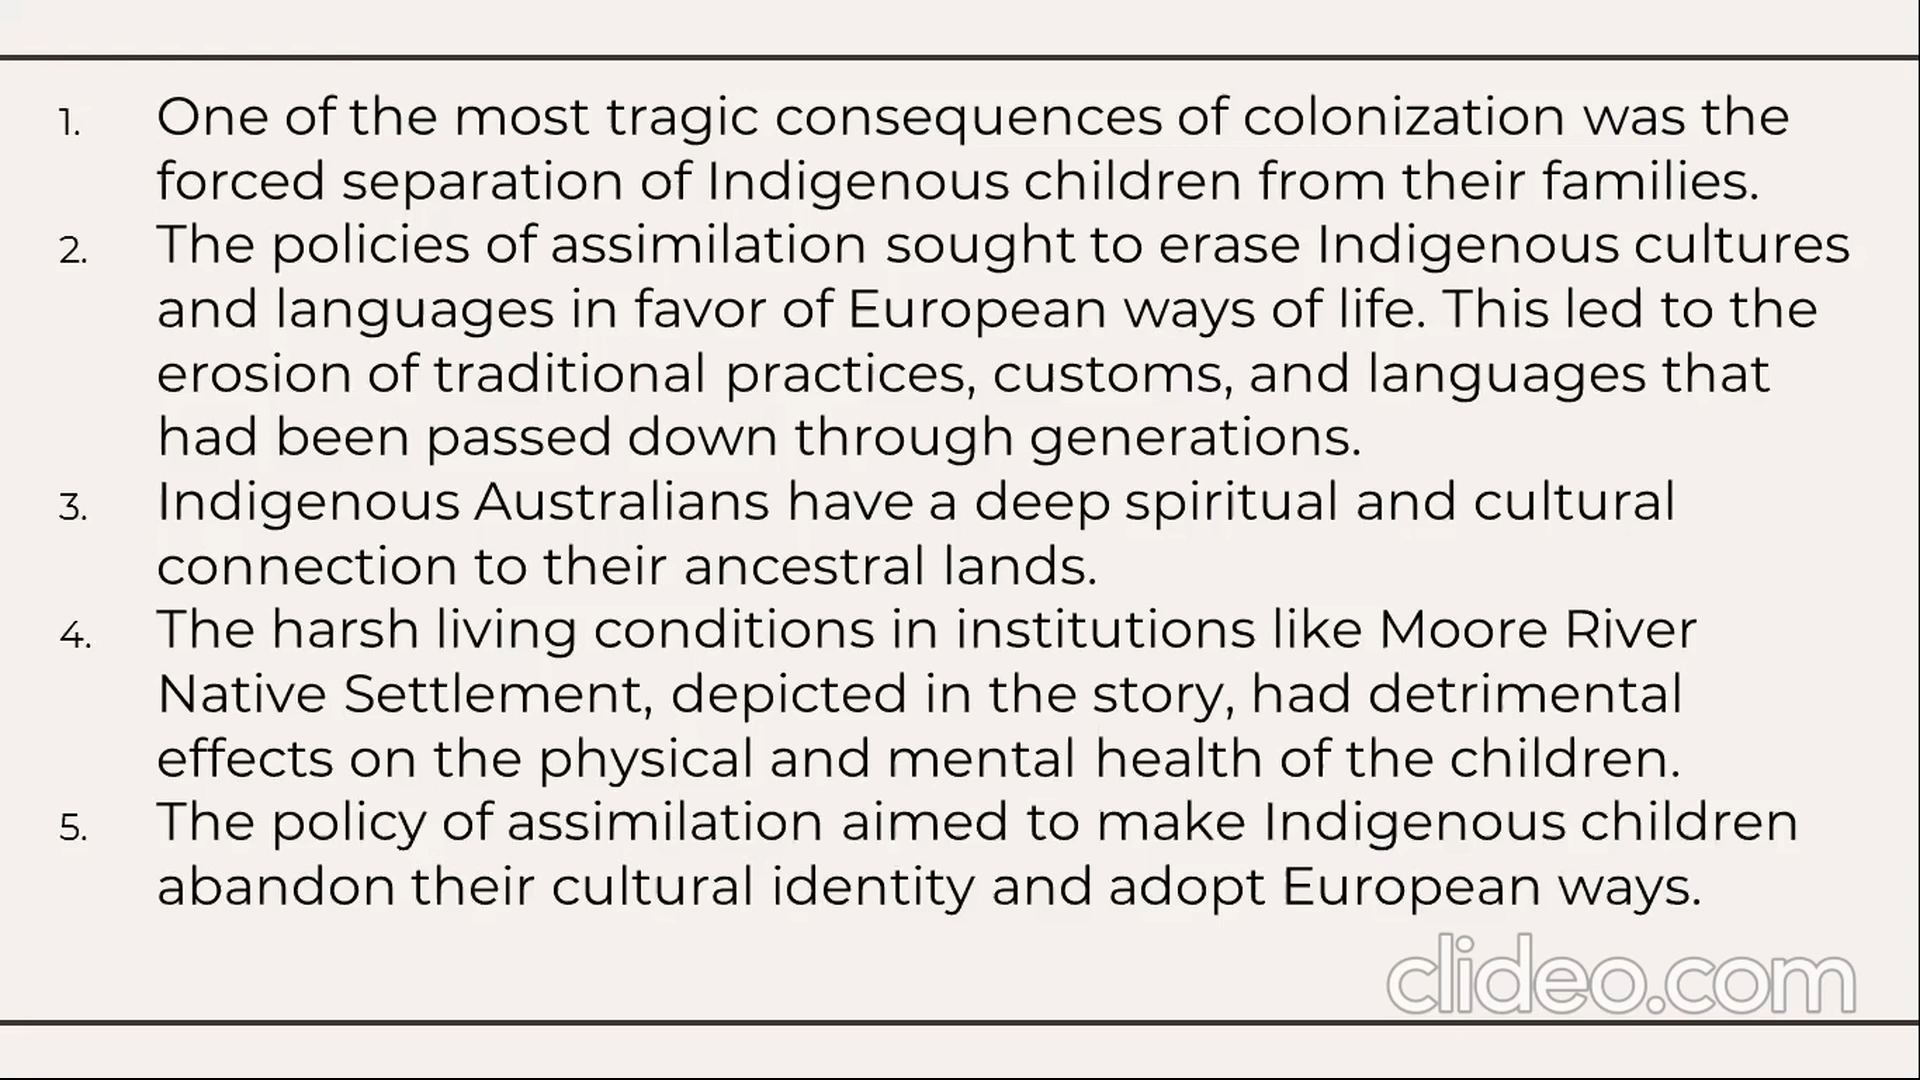 1. One of the most tragic consequences of colonization was the
forced separation of Indigenous children from their families.
2. The policies of assimilation sought to erase Indigenous cultures
and languages in favor of European ways of life. This led to the
erosion of traditional practices, customs, and languages that
had been passed down through generations.
3. Indigenous Australians have a deep spiritual and cultural
connection to their ancestral lands.
4. The harsh living conditions in institutions like Moore River
Native Settlement, depicted in the story, had detrimental
effects on the physical and mental health of the children.
5. The policy of assimilation aimed to make Indigenous children
abandon their cultural identity and adopt European ways.
clideo.com